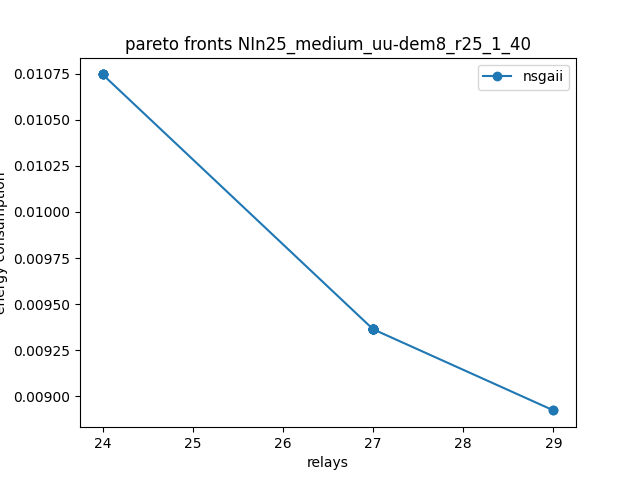 pareto fronts NIn25_medium_uu-dem8_r25_1_40
nsgaii
0.01075
0.01050
0.01025
0.01000
0.00975
0.00950
0.00925
0.00900
energy consumption
24 25 26 27 28 29
relays